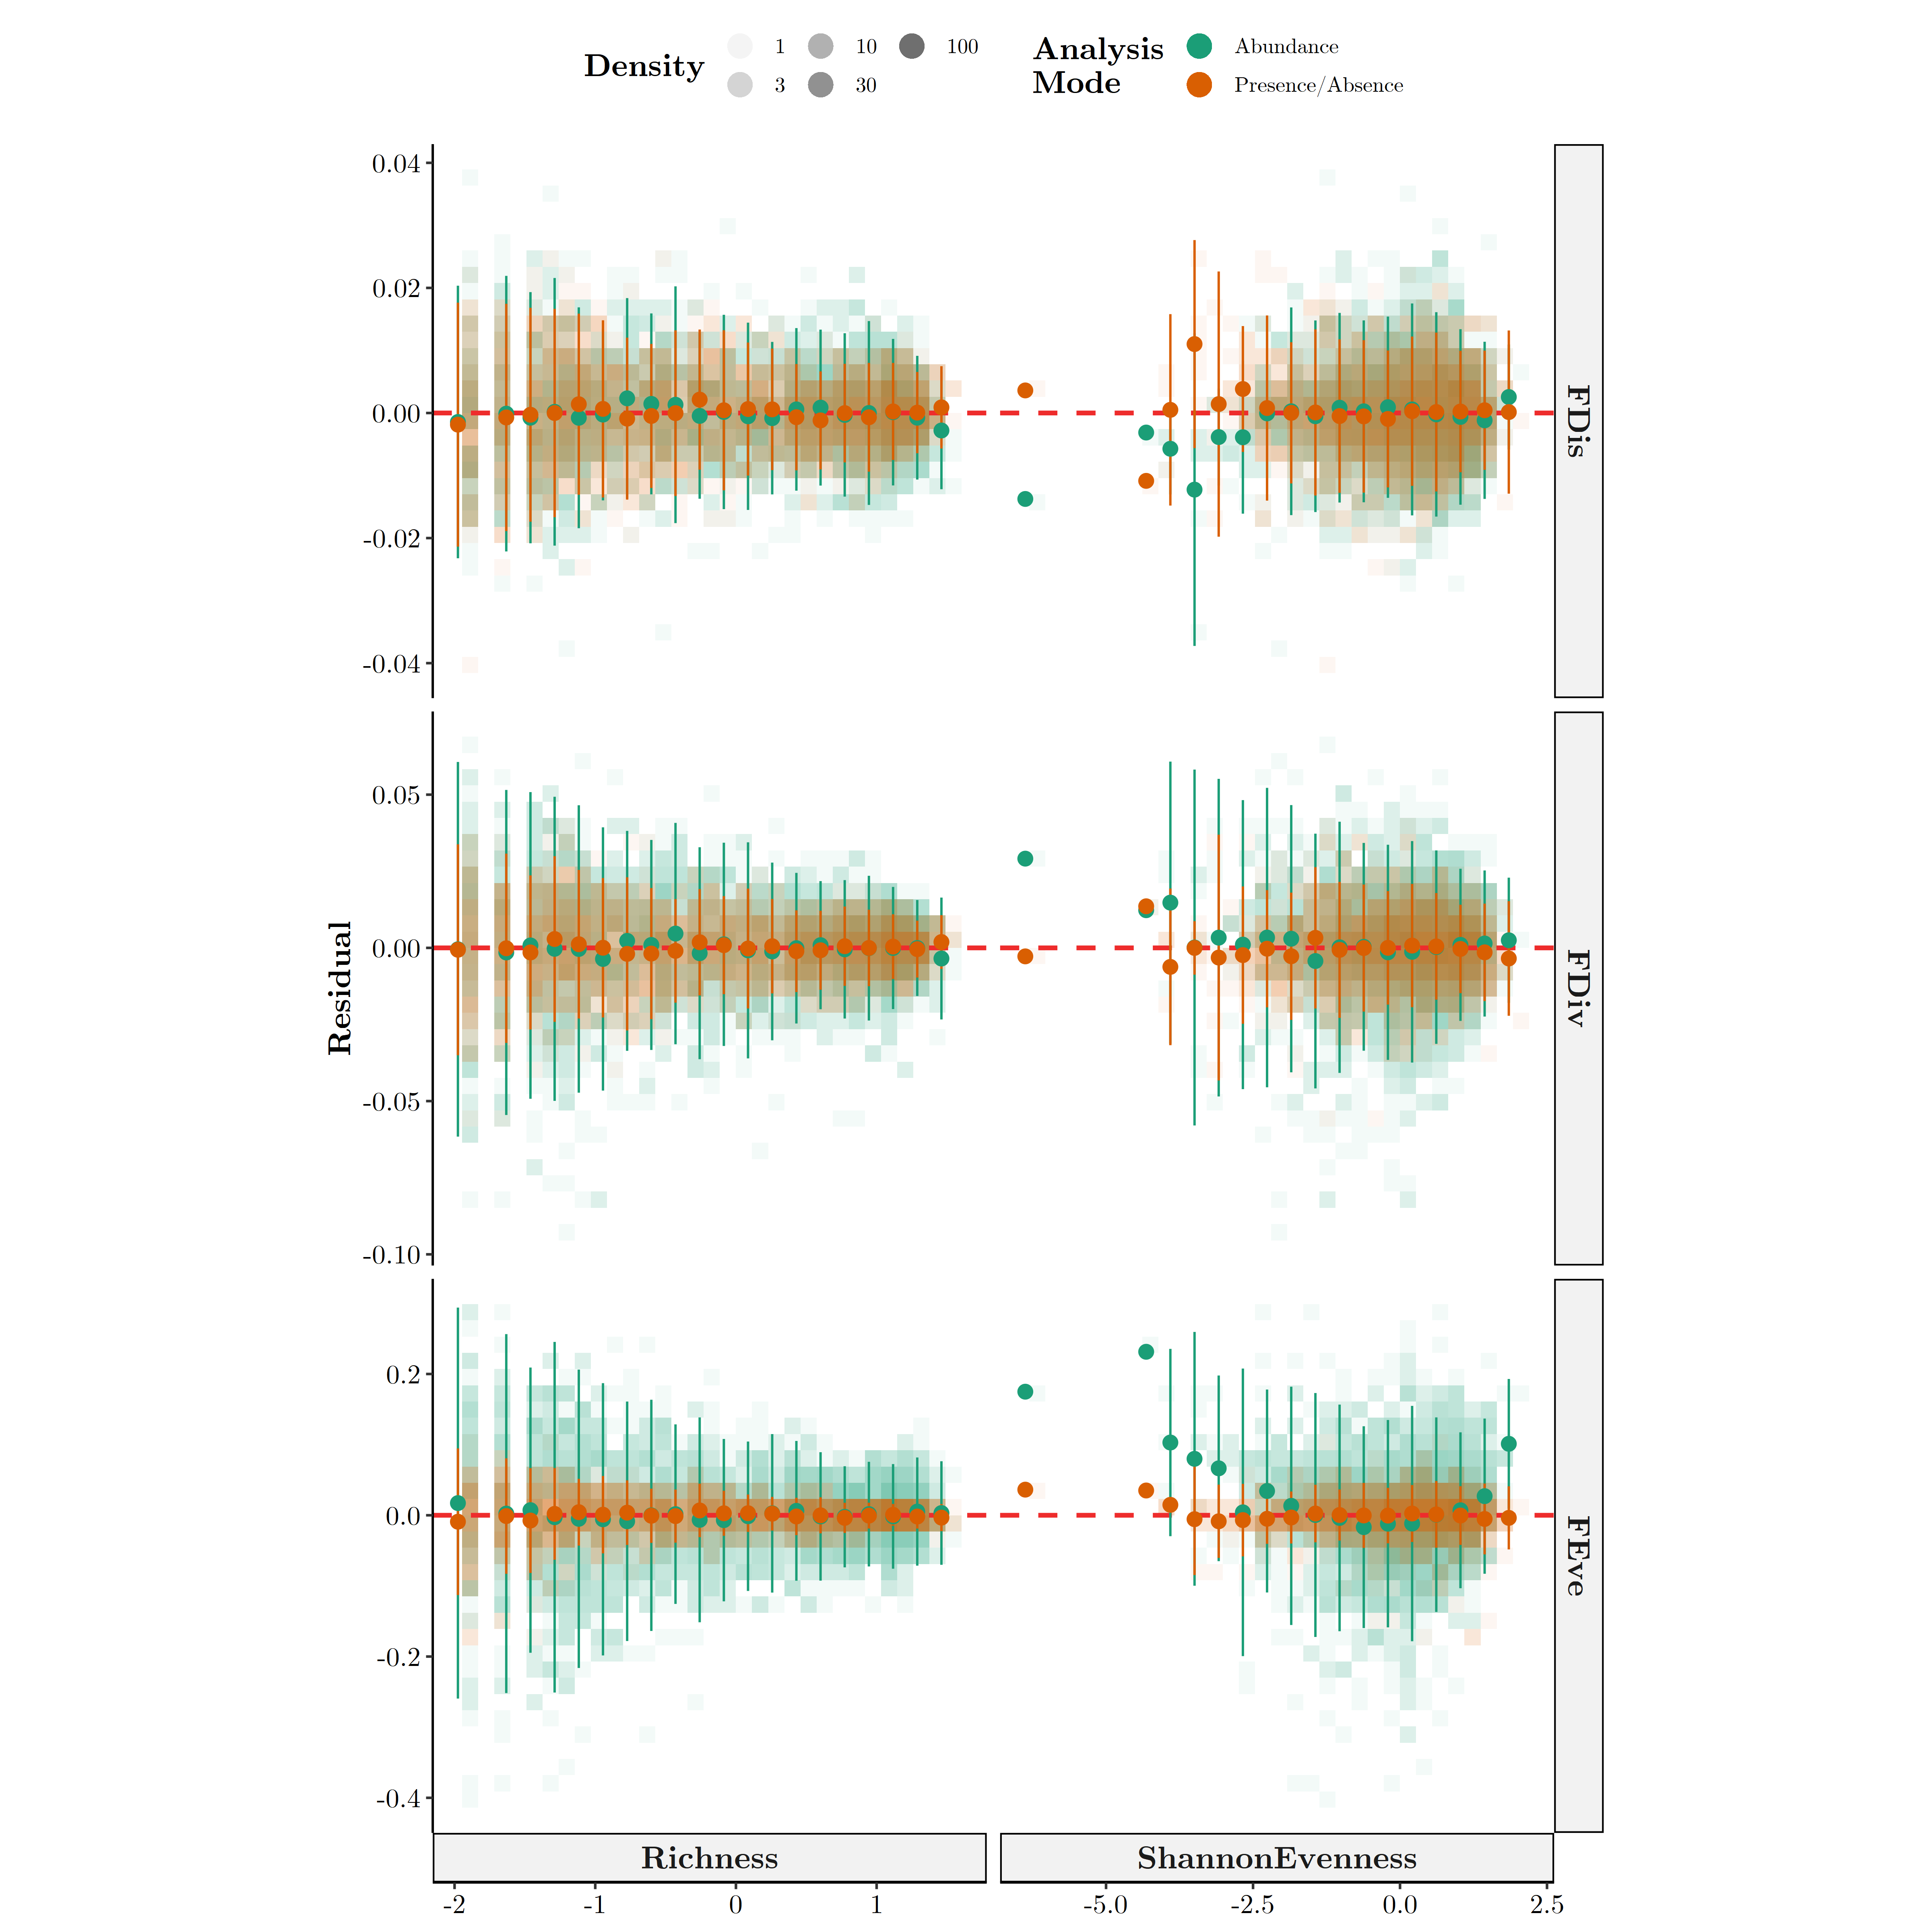 Density
1
10
100
3
30
Analysis
Mode
Abundance
Presence/Absence
0.04
0.02
0.00
-0.02
-0.04
FDis
0.05
0.00
-0.05
-0.10
FDiv
Residual
0.2
0.0
-0.2
-0.4
FEve
Richness
ShannonEvenness
-2 -1 0 1
-5.0 -2.5 0.0 2.5